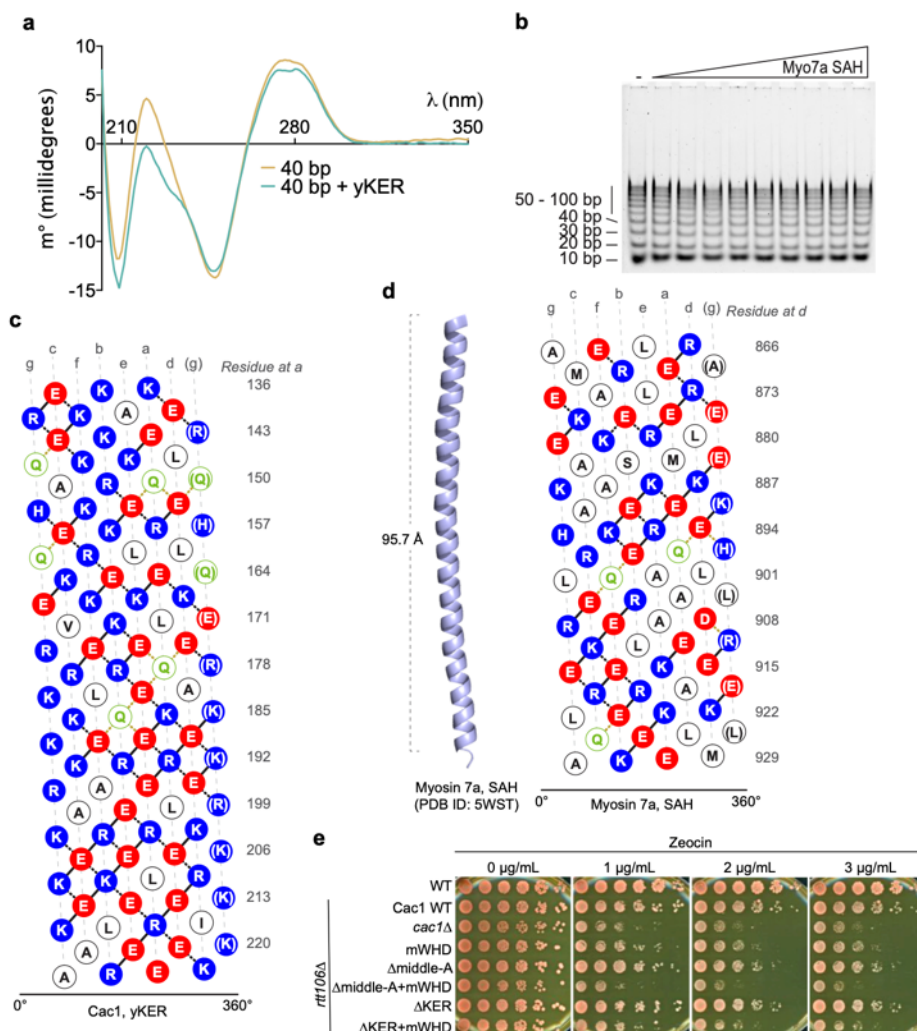 a
10
5
0
-5
-10
-15
m° (millidegrees)
λ (nm)
210
280
350
40 bp
40 bp + yKER
b
-
Myo7a SAH
50 - 100 bp
40 bp
30 bp
20 bp
10 bp
c
g c f b e a d (g) Residue at a
E K K 136
R K A E
E K E (R) 143
Q K K L
A R Q (Q) 150
H K E E
E K R (H) 157
Q R L L
K E E (Q) 164
E K K K
V K L (E) 171
R E E E
R R Q (R) 178
K L E A
K Q K (K) 185
K E E E
K R R (K) 192
R A E E
A E L (R) 199
K R R K
E E E (K) 206
K K L R
E E (K) 213
K L R I
A E E (K) 220
A R E K
0° 360°
Cac1, yKER
d
95.7 Å
Myosin 7a, SAH
(PDB ID: 5WST)
g c f b e a d (g) Residue at d
A E L R 866
M R E (A)
E A L R 873
K E E (E)
E K R L 880
A S M (E)
K A K K 887
A E E (K)
H K R E 894
R E Q (H)
L Q A L 901
E R A (L)
R E A D 908
K L E (R)
E E K E 915
R R A (E)
L E K K 922
Q E L (L)
A K E M 929
0° 360°
Myosin 7a, SAH
e
Zeocin
0 µg/mL 1 µg/mL 2 µg/mL 3 µg/mL
WT
rtt106Δ
Cac1 WT
cac1Δ
mWHD
Δmiddle-A
Δmiddle-A+mWHD
ΔKER
ΔKER+mWHD